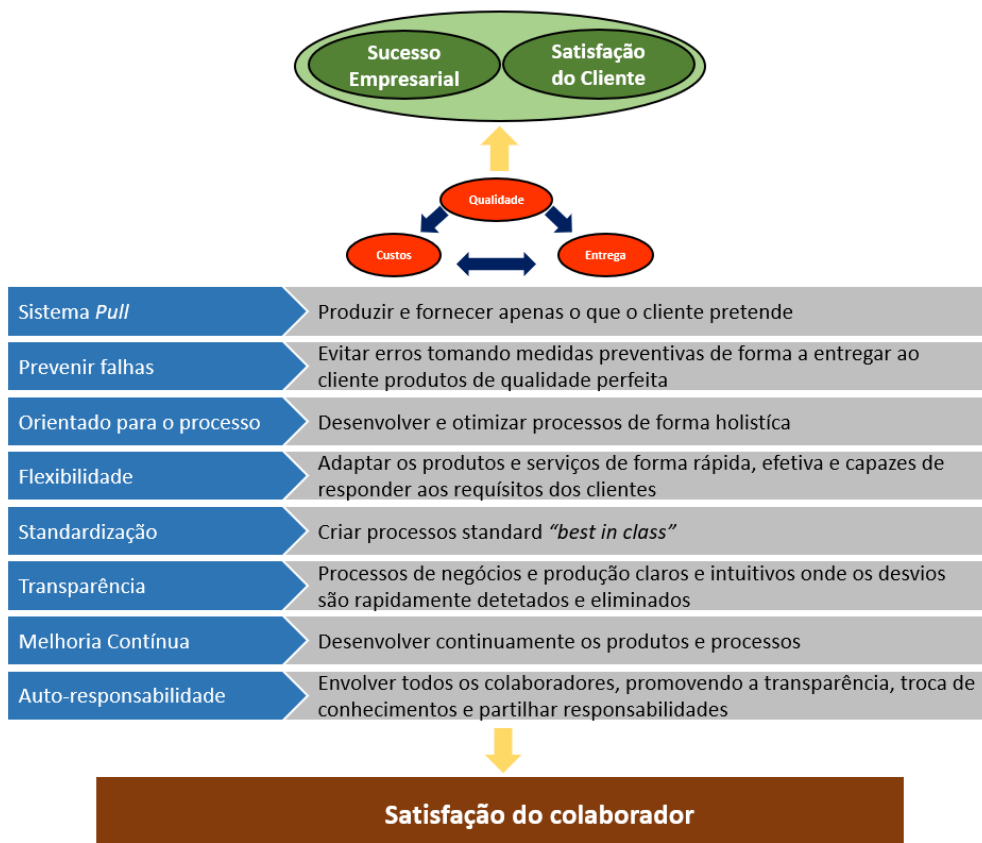 Sucesso
Empresarial
Satisfação
do Cliente
Qualidade
Custos
Entrega
Sistema Pull
Produzir e fornecer apenas o que o cliente pretende
Prevenir falhas
Evitar erros tomando medidas preventivas de forma a entregar ao
cliente produtos de qualidade perfeita
Orientado para o processo
Desenvolver e otimizar processos de forma holistíca
Flexibilidade
Adaptar os produtos e serviços de forma rápida, efetiva e capazes de
responder aos requísitos dos clientes
Standardização
Criar processos standard “best in class”
Transparência
Processos de negócios e produção claros e intuitivos onde os desvios
são rapidamente detetados e eliminados
Melhoria Contínua
Desenvolver continuamente os produtos e processos
Auto-responsabilidade
Envolver todos os colaboradores, promovendo a transparência, troca de
conhecimentos e partilhar responsabilidades
Satisfação do colaborador